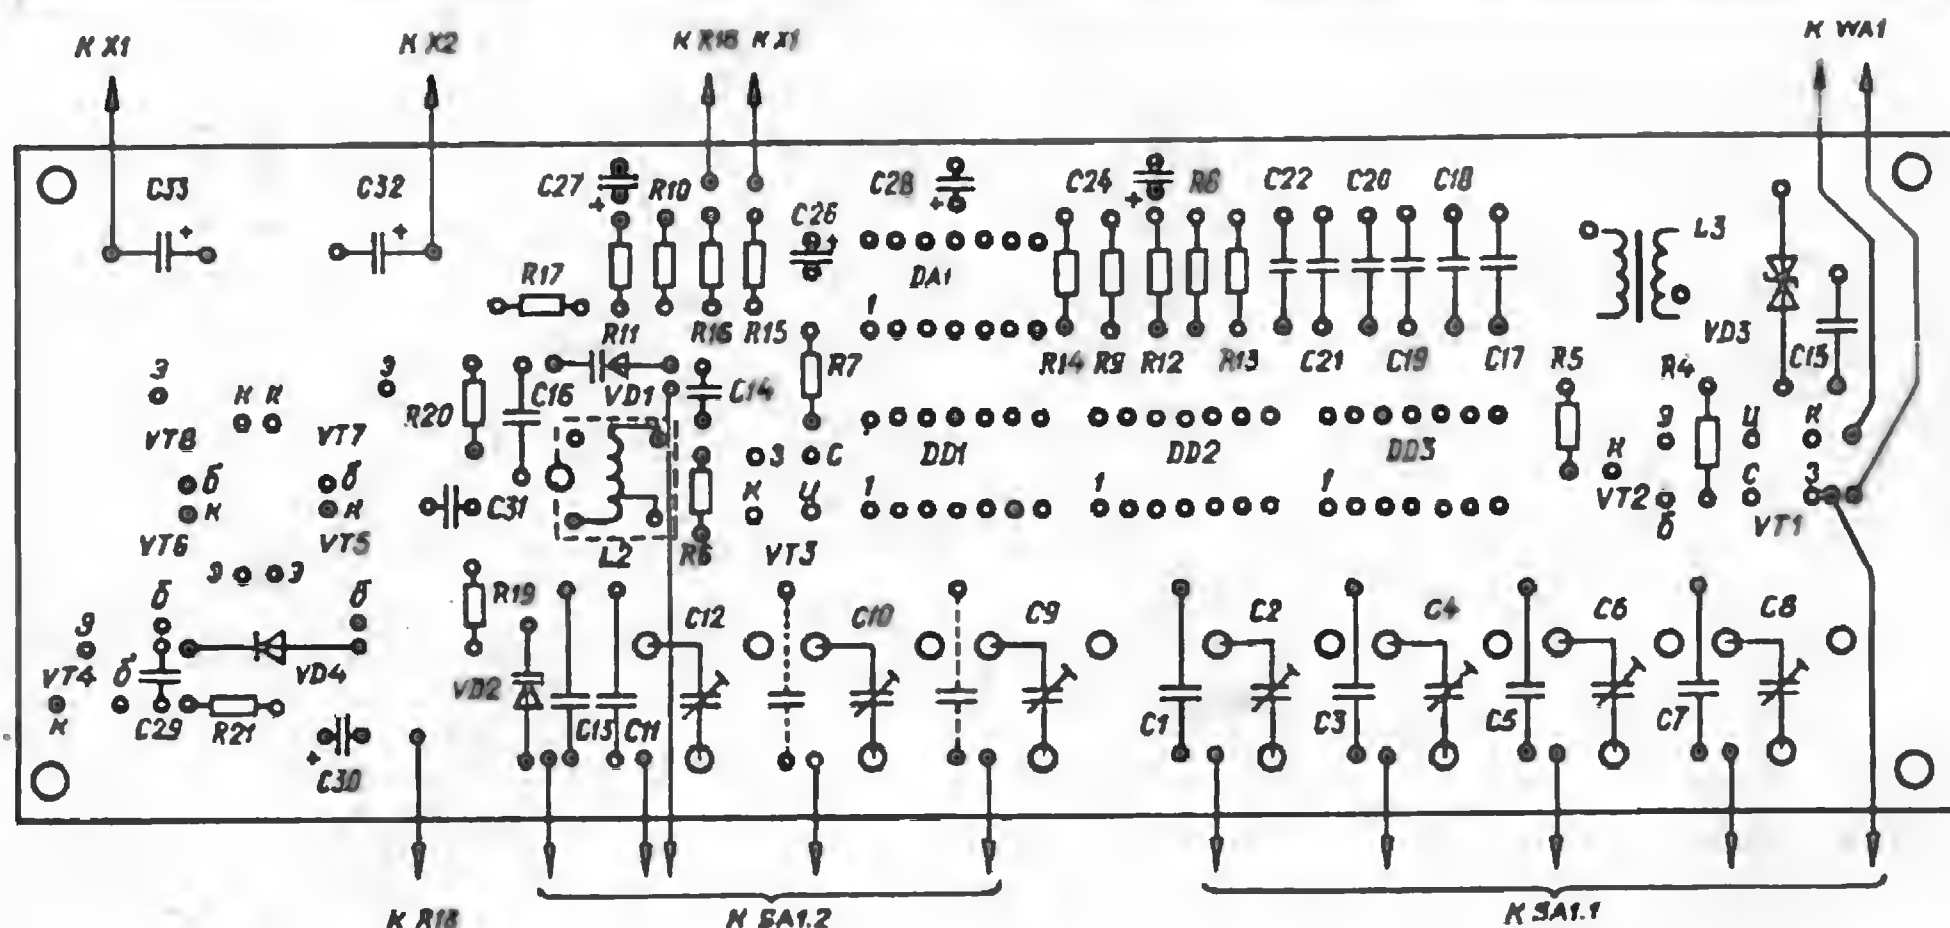 К X1 К X2 К R18 К X1 К WA1
C33 C32 C27 R10 C28 C24 R8 C22 C20 C18
+ + + C26 + + + L3
R17 DA1
1
R11 R16 R15 R14 R9 R12 R13 C21 C19 C17 VD3 C15
Э Э R7 R5 R4
К К R20 C16 VD1 C14
VT8 VT7 З С DD1 DD2 DD3 К Э И К
б б К И 1 1 1 VT2 С З
К К C31 б VT1
VT6 VT5 L2 R6 VT3
Э Э
б б R19 C12 C10 C9 C2 C4 C6 C8
Э
VT4 б VD4 VD2
К C29 R21 C13 C11 C1 C3 C5 C7
+ C30
К R18 К SA1.2 К SA1.1